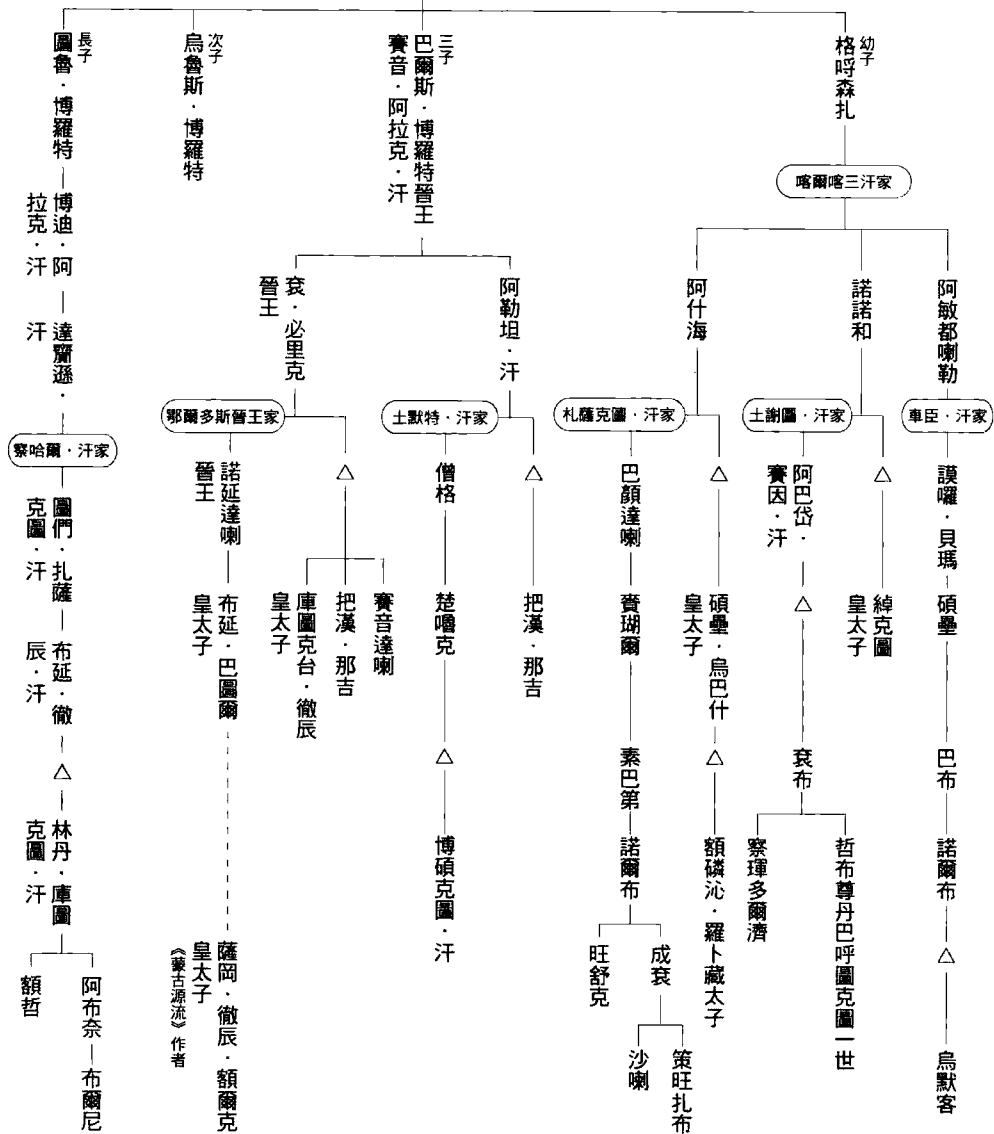 幼子
格呼森扎
喀爾喀三汗家
阿敏都喇勒
車臣·汗家
謨囉·貝瑪
碩壘
巴布
諾爾布
△
烏默客
諾諾和
土謝圖·汗家
△
綽克圖
皇太子
阿巴岱·
賽因·汗
△
袞布
哲布尊丹巴呼圖克圖一世
察琿多爾濟
阿什海
札薩克圖·汗家
△
碩壘·烏巴什
皇太子
△
額磷沁·羅卜藏太子
巴顏達喇
賚瑚爾
素巴第
諾爾布
成袞
策旺扎布
沙喇
旺舒克
三子
巴爾斯·博羅特晉王
賽音·阿拉克·汗
阿勒坦·汗
土默特·汗家
△
把漢·那吉
僧格
楚嚕克
△
博碩克圖·汗
袞·必里克
晉王
鄂爾多斯晉王家
△
賽音達喇
把漢·那吉
庫圖克台·徹辰
皇太子
諾延達喇
晉王
布延·巴圖爾
皇太子
薩岡·徹辰·額爾克
皇太子
《蒙古源流》作者
次子
烏魯斯·博羅特
長子
圖魯·博羅特
博迪·阿
拉克·汗
達賚遜·
汗
察哈爾·汗家
圖們·扎薩
克圖·汗
布延·徹
辰·汗
△
林丹·庫圖
克圖·汗
阿布奈
布爾尼
額哲